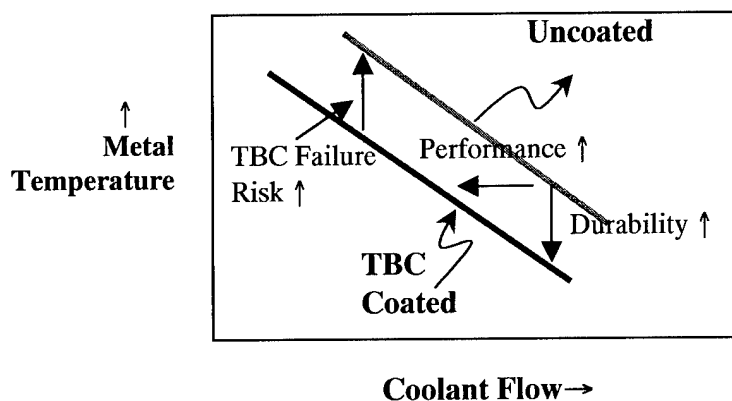 Uncoated
↑
Metal
Temperature
TBC Failure
Risk ↑
Performance ↑
Durability ↑
TBC
Coated
Coolant Flow→